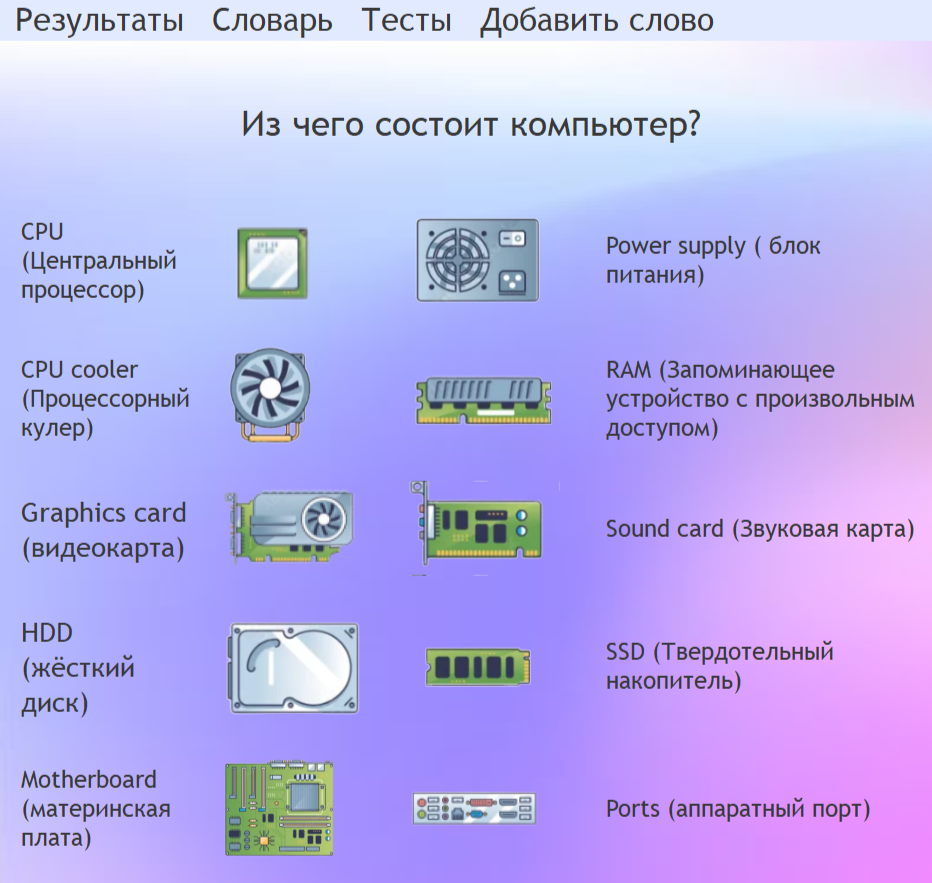 Результаты Словарь Тесты Добавить слово
Из чего состоит компьютер?
CPU
(Центральный
процессор)
Power supply ( блок
питания)
CPU cooler
(Процессорный
кулер)
RAM (Запоминающее
устройство с произвольным
доступом)
Graphics card
(видеокарта)
Sound card (Звуковая карта)
HDD
(жёсткий
диск)
SSD (Твердотельный
накопитель)
Motherboard
(материнская
плата)
Ports (аппаратный порт)